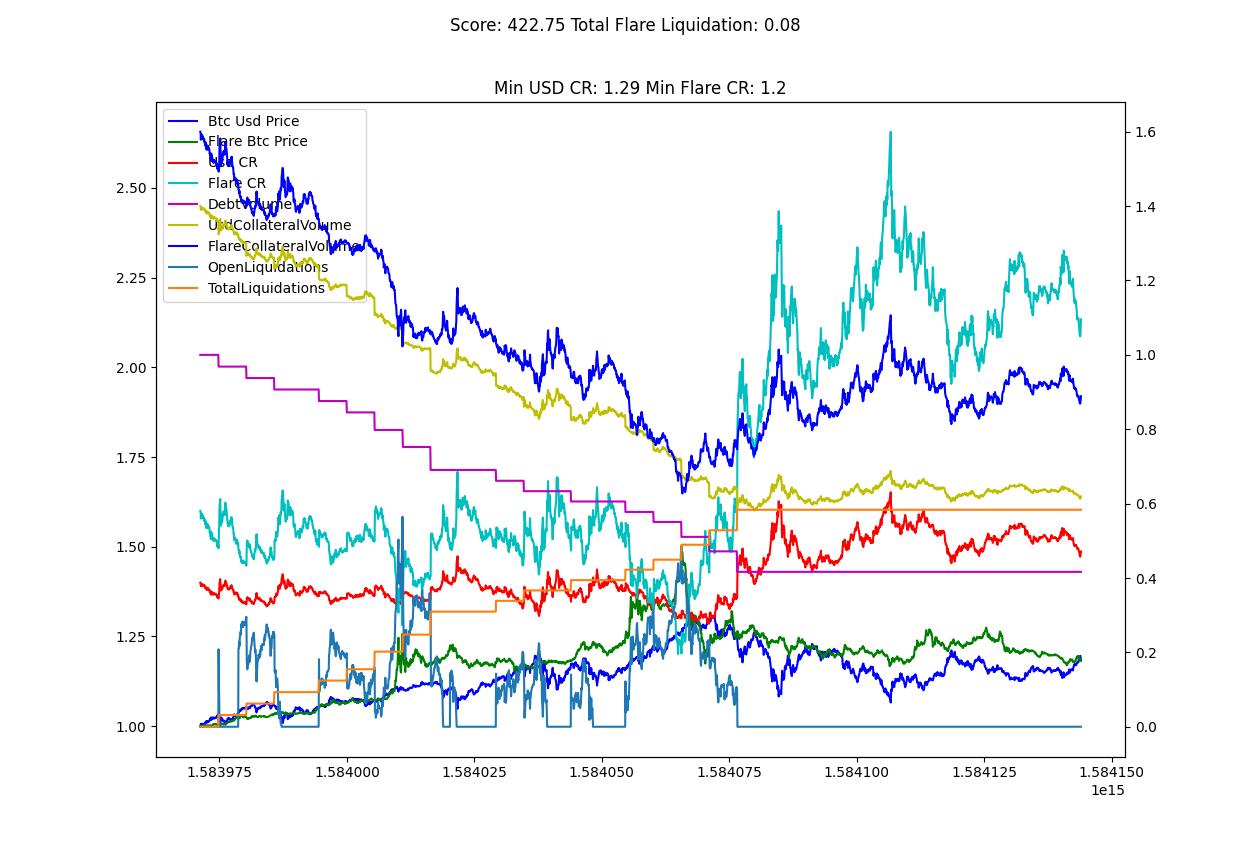 Score: 422.75 Total Flare Liquidation: 0.08
Min USD CR: 1.29 Min Flare CR: 1.2
Btc Usd Price
Flare Btc Price
Usd CR
Flare CR
DebtVolume
UsdCollateralVolume
FlareCollateralVolume
OpenLiquidations
TotalLiquidations
2.50
2.25
2.00
1.75
1.50
1.25
1.00
1.6
1.4
1.2
1.0
0.8
0.6
0.4
0.2
0.0
1.583975 1.584000 1.584025 1.584050 1.584075 1.584100 1.584125 1.584150
1e15